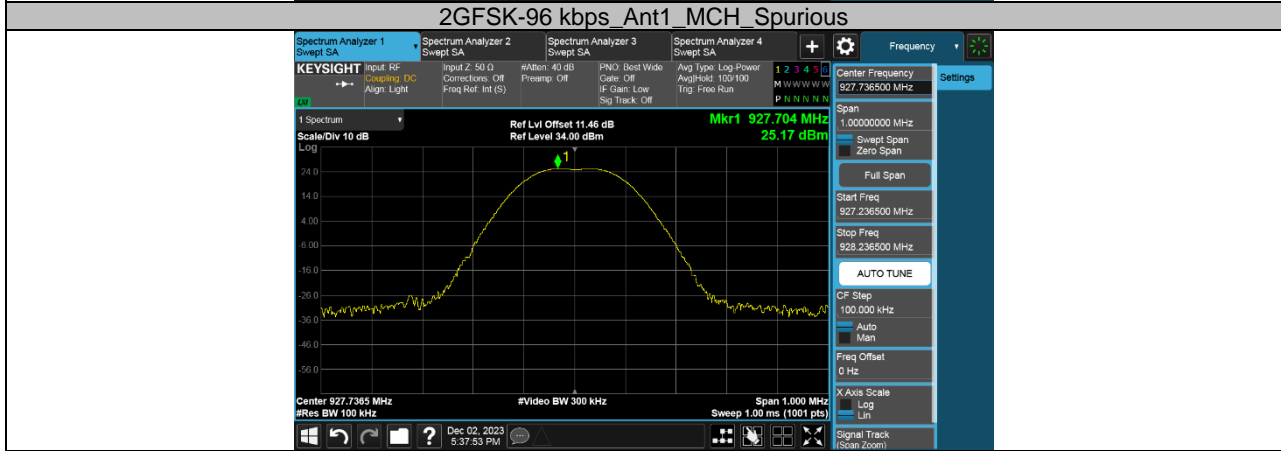 2GFSK-96 kbps_Ant1_MCH_Spurious
Spectrum Analyzer 1
Swept SA
Spectrum Analyzer 2
Swept SA
Spectrum Analyzer 3
Swept SA
Spectrum Analyzer 4
Swept SA
+
Frequency
KEYSIGHT
Input: RF
Coupling: DC
Align: Light
Input Z: 50 Ω
Corrections: Off
Freq Ref: Int (S)
#Atten: 40 dB
Preamp: Off
PNO: Best Wide
Gate: Off
IF Gain: Low
Sig Track: Off
Avg Type: Log-Power
Avg|Hold: 100/100
Trig: Free Run
1 2 3 4 5 6
M W W W W W
P N N N N N
LXI
1 Spectrum
Scale/Div 10 dB
Log
Ref Lvl Offset 11.46 dB
Ref Level 34.00 dBm
Mkr1 927.704 MHz
25.17 dBm
1
24.0
14.0
4.00
-6.00
-16.0
-26.0
-36.0
-46.0
-56.0
Center 927.7365 MHz
#Res BW 100 kHz
#Video BW 300 kHz
Span 1.000 MHz
Sweep 1.00 ms (1001 pts)
Center Frequency
927.736500 MHz
Settings
Span
1.00000000 MHz
Swept Span
Zero Span
Full Span
Start Freq
927.236500 MHz
Stop Freq
928.236500 MHz
AUTO TUNE
CF Step
100.000 kHz
Auto
Man
Freq Offset
0 Hz
X Axis Scale
Log
Lin
Signal Track
(Span Zoom)
?
Dec 02, 2023
5:37:53 PM